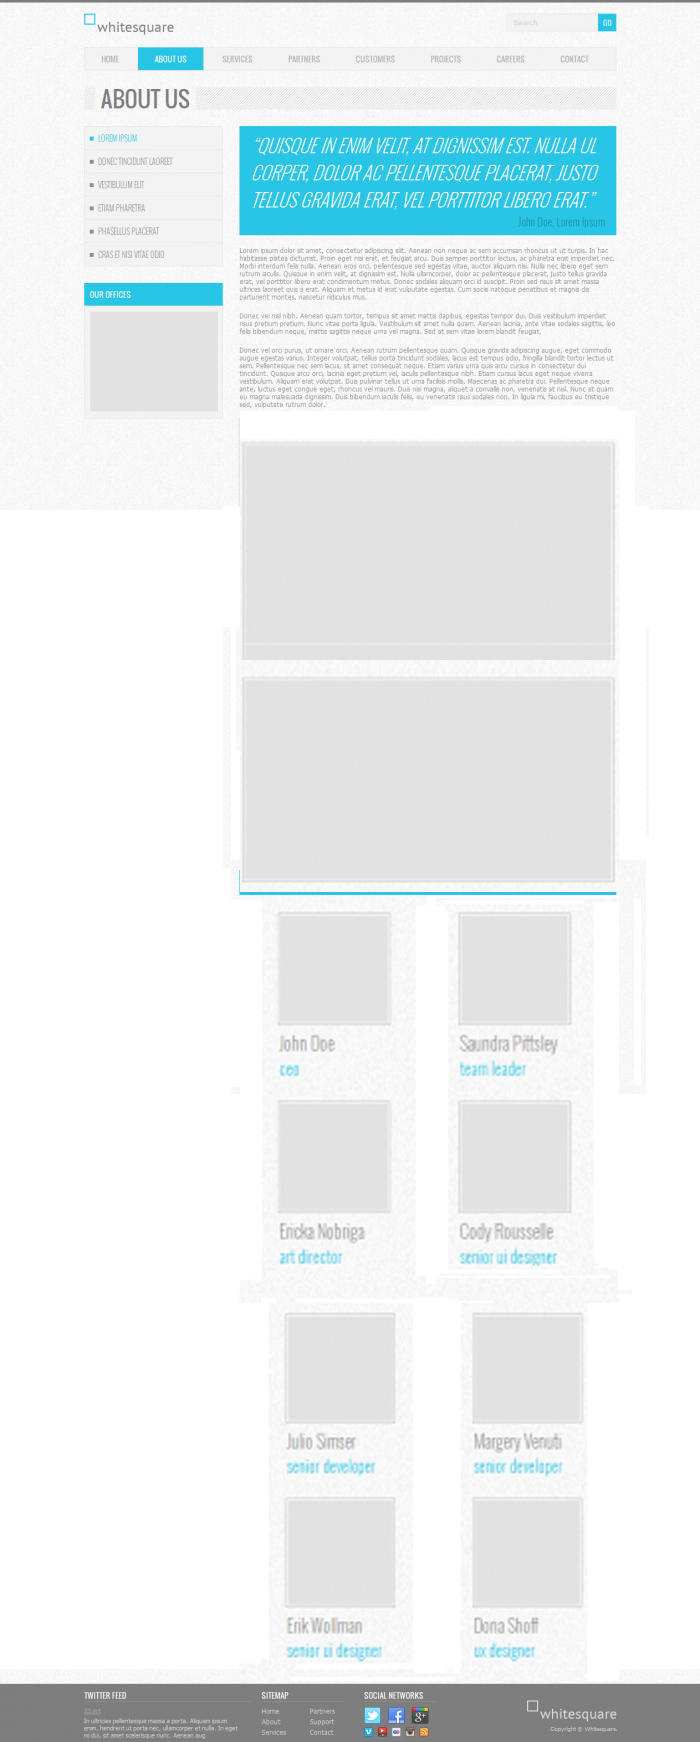 whitesquare
Search
GO
HOME
ABOUT US
SERVICES
PARTNERS
CUSTOMERS
PROJECTS
CAREERS
CONTACT
ABOUT US
LOREM IPSUM
DONEC TINCIDUNT LAOREET
VESTIBULUM ELIT
ETIAM PHARETRA
PHASELLUS PLACERAT
CRAS ET NISI VITAE ODIO
OUR OFFICES
“QUISQUE IN ENIM VELIT, AT DIGNISSIM EST. NULLA UL
CORPER, DOLOR AC PELLENTESQUE PLACERAT, JUSTO
TELLUS GRAVIDA ERAT, VEL PORTTITOR LIBERO ERAT.”
John Doe, Lorem Ipsum
Lorem ipsum dolor sit amet, consectetur adipiscing elit. Aenean non neque ac sem accumsan rhoncus ut ut turpis. In hac
habitasse platea dictumst. Proin eget nisi erat, et feugiat arcu. Duis semper porttitor lectus, ac pharetra erat imperdiet nec.
Morbi interdum felis nulla. Aenean eros orci, pellentesque sed egestas vitae, auctor aliquam nisi. Nulla nec libero eget sem
rutrum iaculis. Quisque in enim velit, at dignissim est. Nulla ullamcorper, dolor ac pellentesque placerat, justo tellus gravida
erat, vel porttitor libero erat condimentum metus. Donec sodales aliquam orci id suscipit. Proin sed risus sit amet massa
ultrices laoreet quis a erat. Aliquam et metus id erat vulputate egestas. Cum sociis natoque penatibus et magnis dis
parturient montes, nascetur ridiculus mus.
Donec vel nisl nibh. Aenean quam tortor, tempus sit amet mattis dapibus, egestas tempor dui. Duis vestibulum imperdiet
risus pretium pretium. Nunc vitae porta ligula. Vestibulum sit amet nulla quam. Aenean lacinia, ante vitae sodales sagittis, leo
felis bibendum neque, mattis sagittis neque urna vel magna. Sed at sem vitae lorem blandit feugiat.
Donec vel orci purus, ut ornare orci. Aenean rutrum pellentesque quam. Quisque gravida adipiscing augue, eget commodo
augue egestas varius. Integer volutpat, tellus porta tincidunt sodales, lacus est tempus odio, fringilla blandit tortor lectus ut
sem. Pellentesque nec sem lacus, sit amet consequat neque. Etiam varius urna quis arcu cursus in consectetur dui
tincidunt. Quisque arcu orci, lacinia eget pretium vel, iaculis pellentesque nibh. Etiam cursus lacus eget neque viverra
vestibulum. Aliquam erat volutpat. Duis pulvinar tellus ut urna facilisis mollis. Maecenas ac pharetra dui. Pellentesque neque
ante, luctus eget congue eget, rhoncus vel mauris. Duis nisi magna, aliquet a convallis non, venenatis at nisl. Nunc at quam
eu magna malesuada dignissim. Duis bibendum iaculis felis, eu venenatis risus sodales non. In ligula mi, faucibus eu tristique
sed, vulputate rutrum dolor.
John Doe
ceo
Saundra Pittsley
team leader
Ericka Nobriga
art director
Cody Rousselle
senior ui designer
Julio Simser
senior developer
Margery Venuti
senior developer
Erik Wollman
senior ui designer
Dona Shoff
ux designer
TWITTER FEED
23 oct
In ultricies pellentesque massa a porta. Aliquam ipsum
enim, hendrerit ut porta nec, ullamcorper et nulla. In eget
mi dui, sit amet scelerisque nunc. Aenean aug
SITEMAP
Home
Partners
About
Support
Services
Contact
SOCIAL NETWORKS
whitesquare
Copyright © Whitesquare.